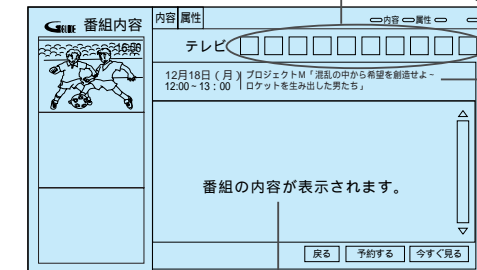 GGUIDE 番組内容
内容 属性
内容 属性
テレビ
12月18日（月） プロジェクトM「混乱の中から希望を創造せよ~
12:00~13：00 ロケットを生み出した男たち」
番組の内容が表示されます。
戻る 予約する 今すぐ見る